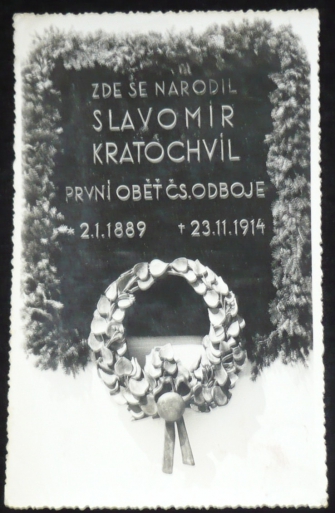 ZDE SE NARODIL
SLAVOMÍR
KRATOCHVÍL
PRVNÍ OBĚŤ ČS. ODBOJE
2.1.1889 † 23.11.1914